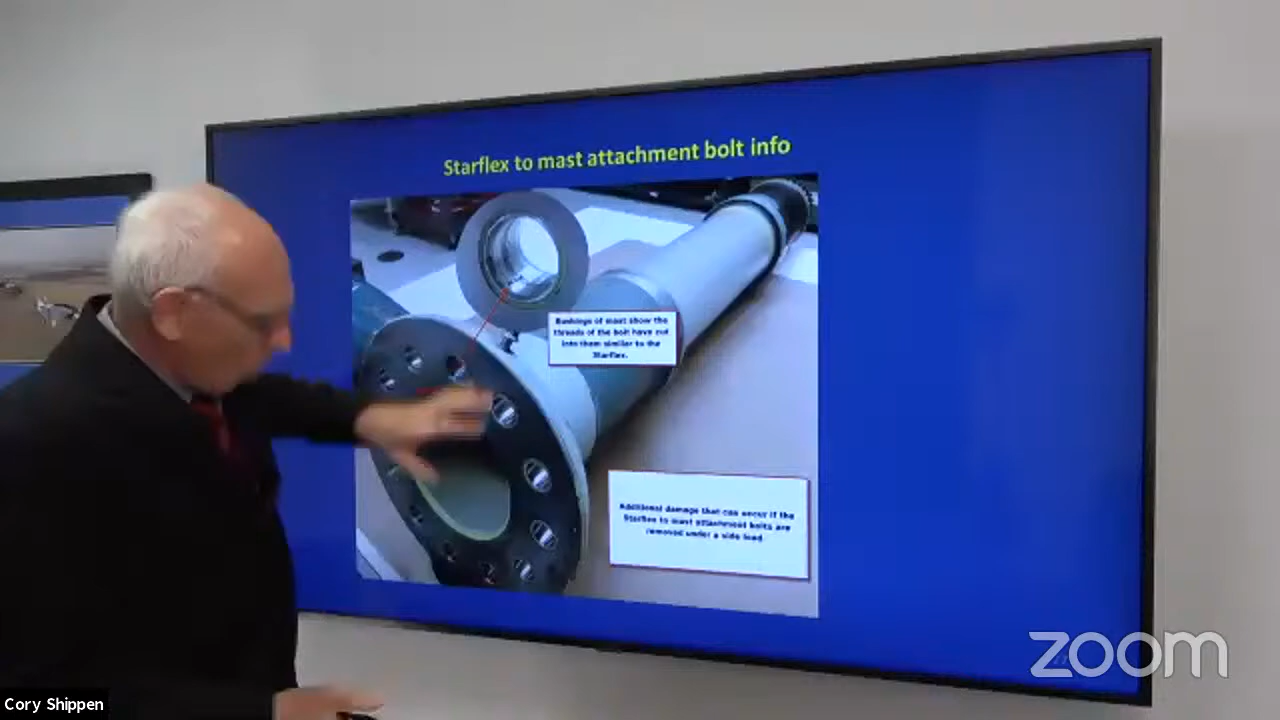 Starflex to mast attachment bolt info
Bushings of mast show the
threads of the bolt have cut
into them similar to the
Starflex.
Additional damage that can occur if the
Starflex to mast attachment bolts are
removed under a side load.
zoom
Cory Shippen